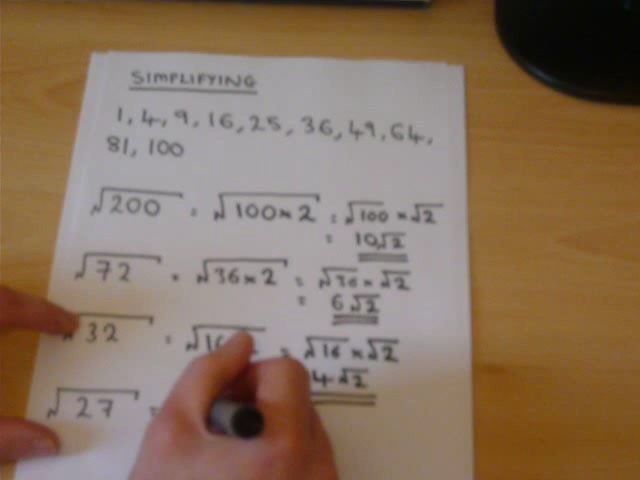 SIMPLIFYING
1, 4, 9, 16, 25, 36, 49, 64,
81, 100
√200 = √100×2 = √100 × √2
= 10√2
√72 = √36×2 = √36 × √2
= 6√2
√32 = √16 = √16 × √2
4√2
√27 =